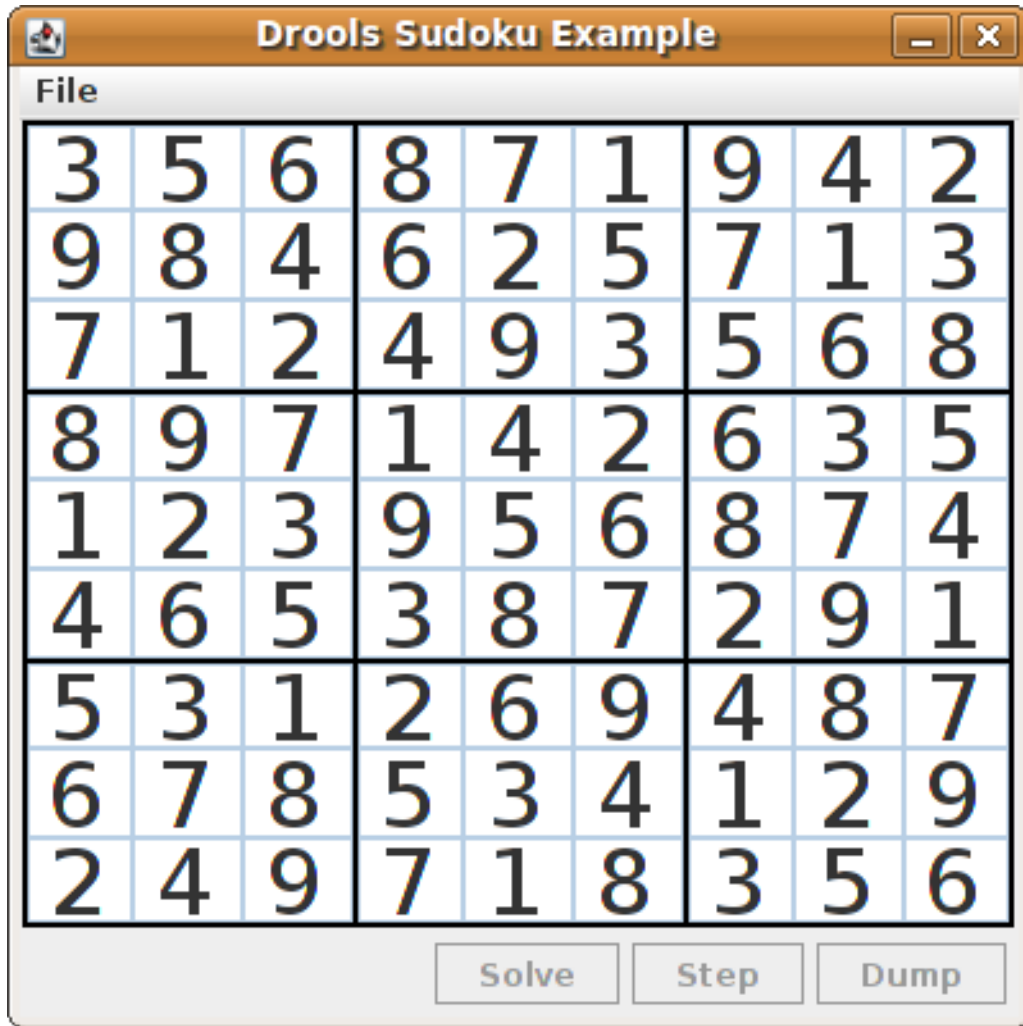 Drools Sudoku Example
File
3 5 6 8 7 1 9 4 2
9 8 4 6 2 5 7 1 3
7 1 2 4 9 3 5 6 8
8 9 7 1 4 2 6 3 5
1 2 3 9 5 6 8 7 4
4 6 5 3 8 7 2 9 1
5 3 1 2 6 9 4 8 7
6 7 8 5 3 4 1 2 9
2 4 9 7 1 8 3 5 6
Solve Step Dump